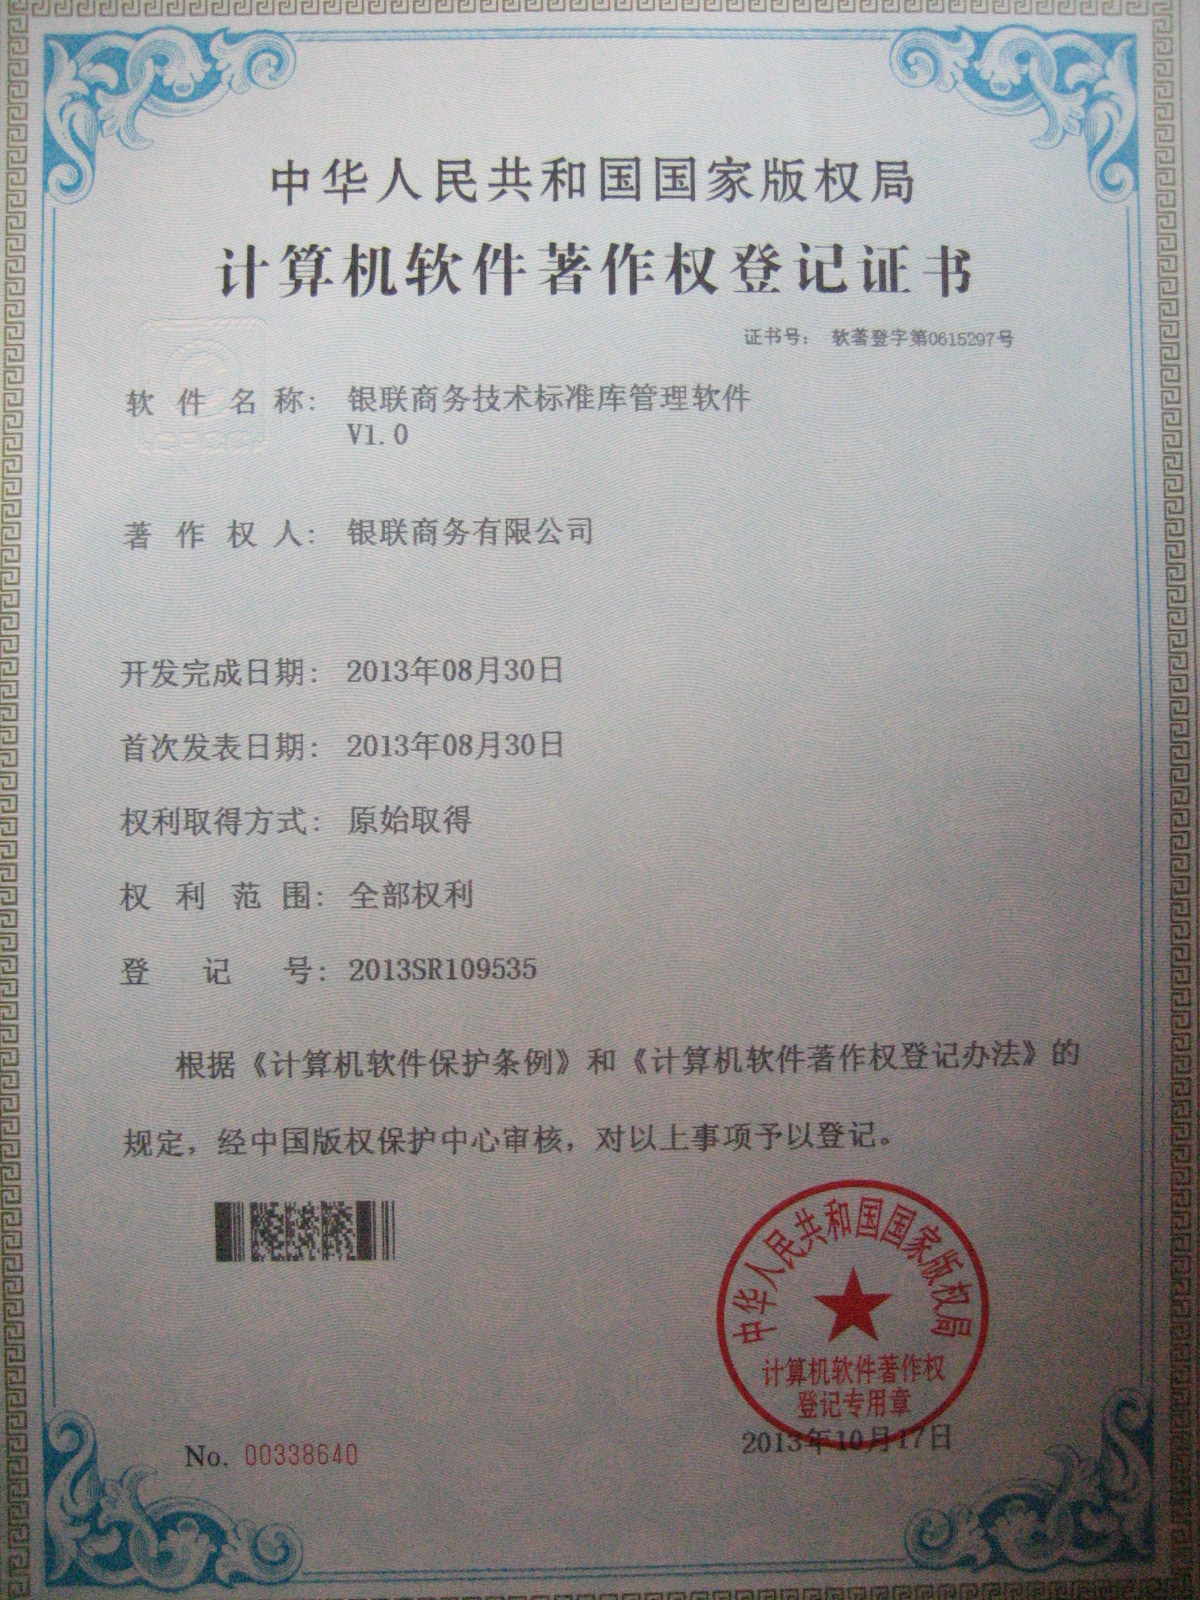 中华人民共和国国家版权局
计算机软件著作权登记证书
证书号： 软著登字第0615297号
软件名称： 银联商务技术标准库管理软件
V1.0
著作权人： 银联商务有限公司
开发完成日期： 2013年08月30日
首次发表日期： 2013年08月30日
权利取得方式： 原始取得
权利范围： 全部权利
登记号： 2013SR109535
根据《计算机软件保护条例》和《计算机软件著作权登记办法》的
规定，经中国版权保护中心审核，对以上事项予以登记。
中华人民共和国国家版权局
计算机软件著作权
登记专用章
2013年10月17日
No. 00338640